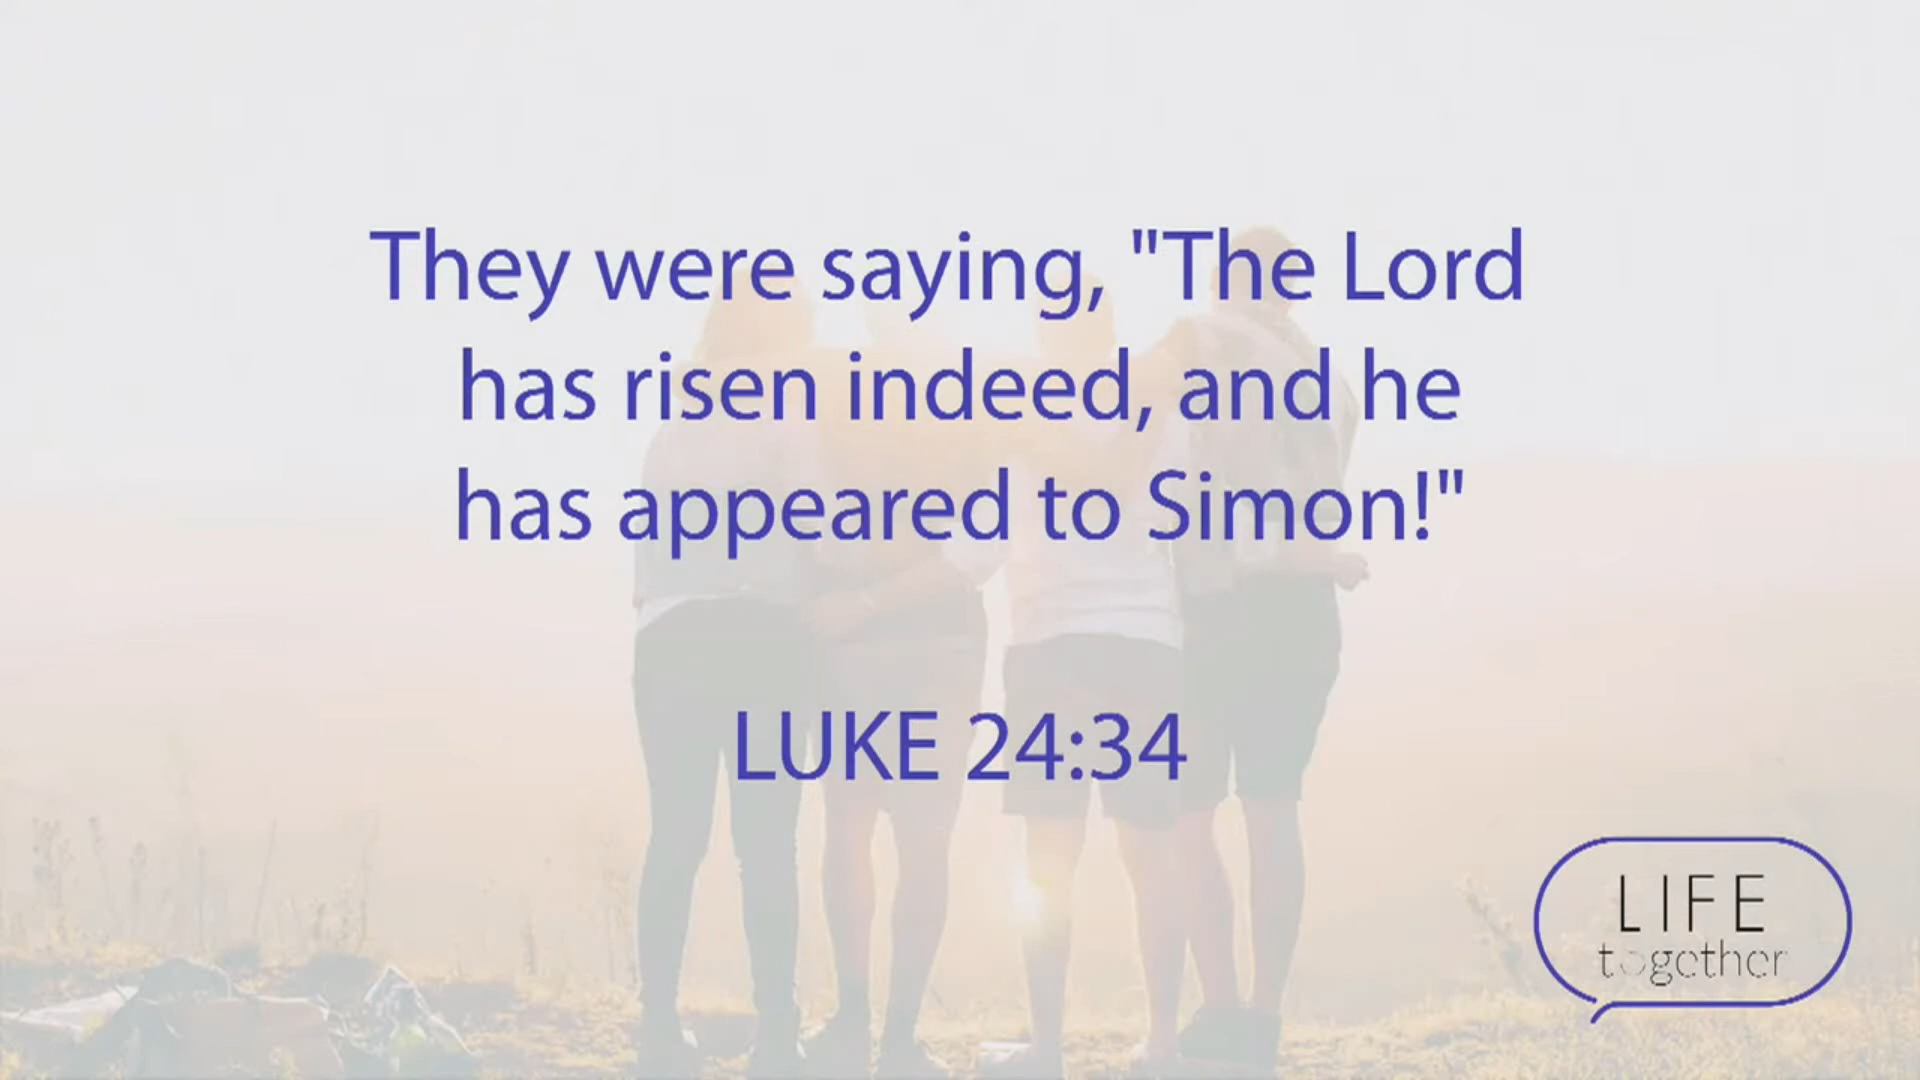 They were saying, "The Lord
has risen indeed, and he
has appeared to Simon!"
LUKE 24:34
LIFE
together